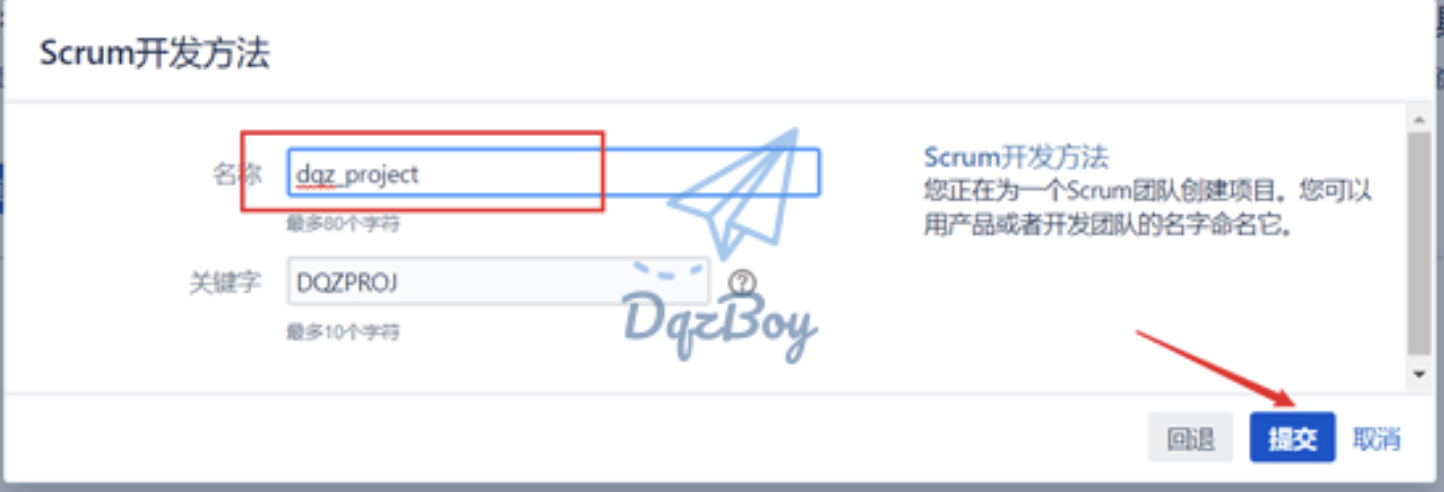 Scrum开发方法
名称
dqz_project
最多80个字符
关键字
DQZPROJ
?
最多10个字符
Scrum开发方法
您正在为一个Scrum团队创建项目。您可以
用产品或者开发团队的名字命名它。
DqzBoy
回退
提交
取消